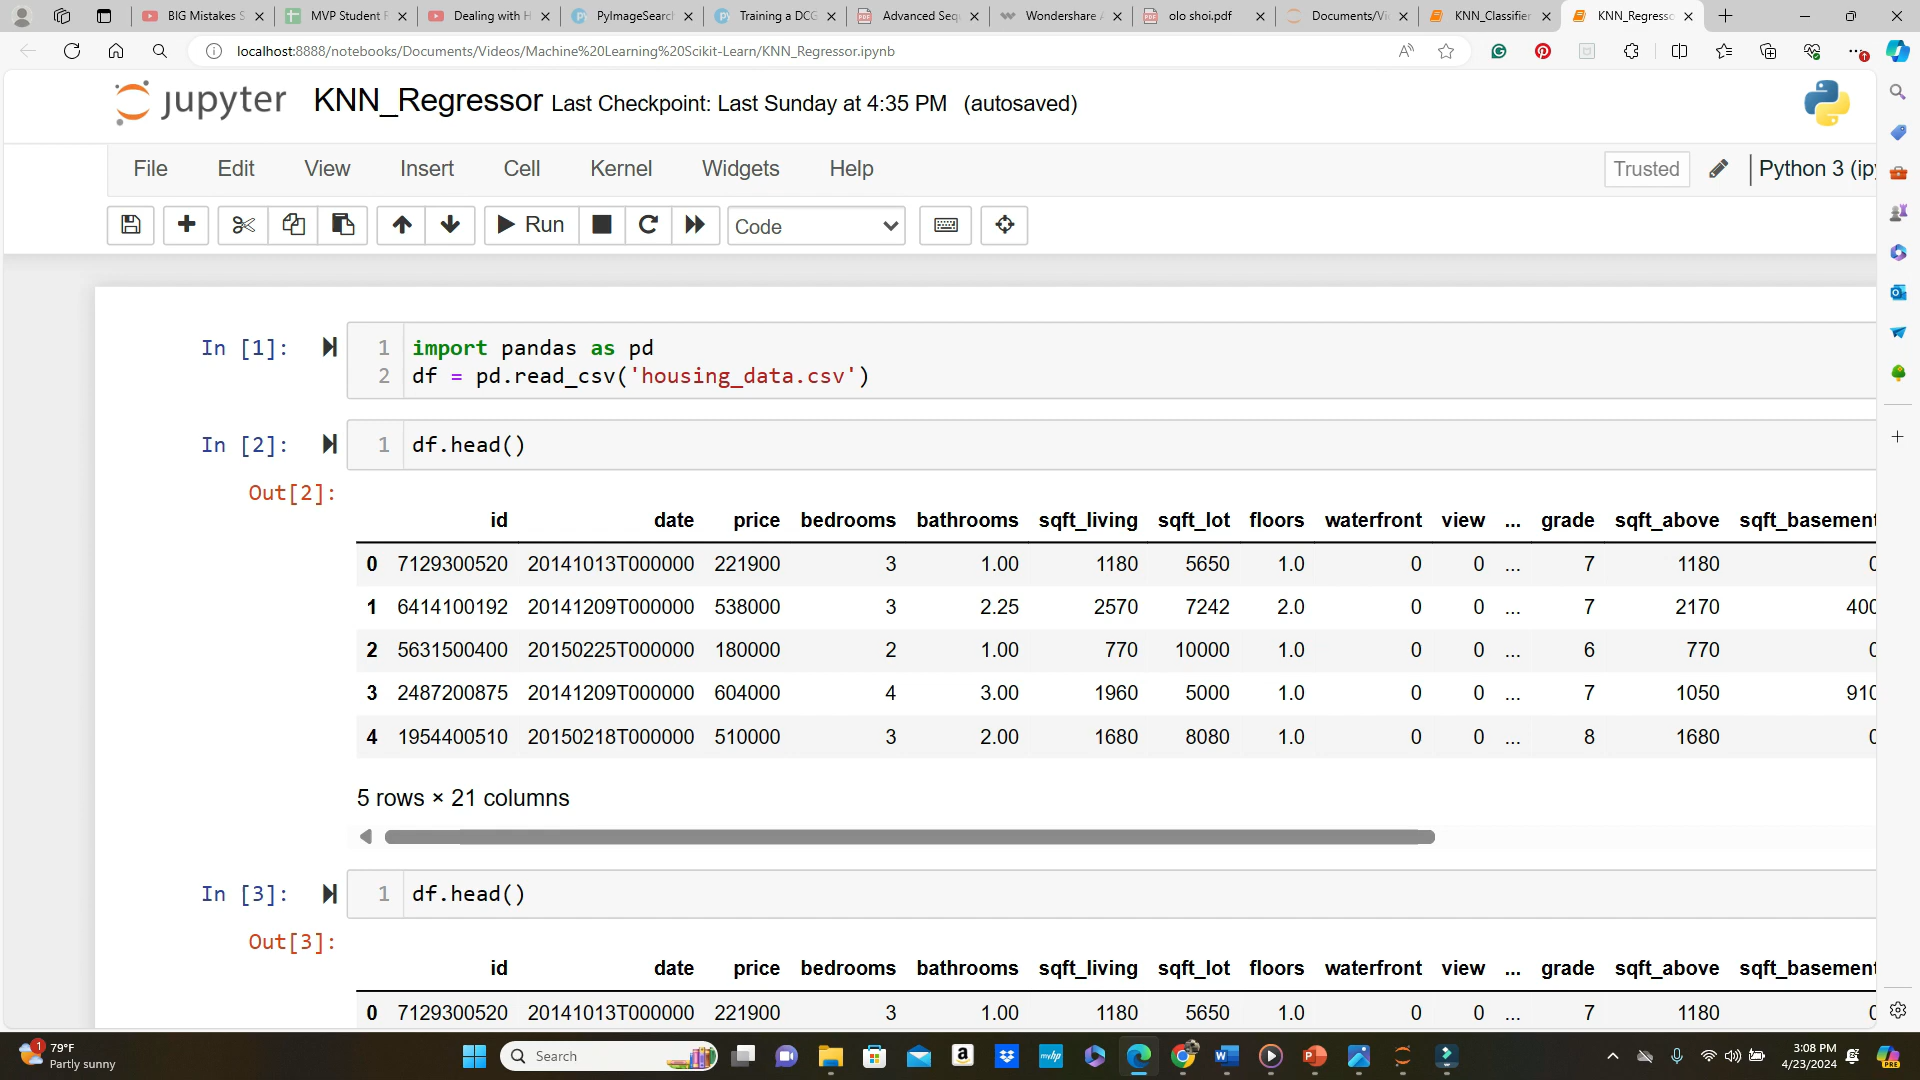 BIG Mistakes S
MVP Student F
Dealing with H
PyImageSearc
Training a DCG
Advanced Seq
Wondershare
olo shoi.pdf
Documents/Vi
KNN_Classifier
KNN_Regresso
localhost:8888/notebooks/Documents/Videos/Machine%20Learning%20Scikit-Learn/KNN_Regressor.ipynb
jupyter KNN_Regressor Last Checkpoint: Last Sunday at 4:35 PM (autosaved)
File Edit View Insert Cell Kernel Widgets Help Trusted Python 3 (ipy
Run Code
In [1]: 1 import pandas as pd
2 df = pd.read_csv('housing_data.csv')
In [2]: 1 df.head()
Out[2]:
id date price bedrooms bathrooms sqft_living sqft_lot floors waterfront view ... grade sqft_above sqft_basement
0 7129300520 20141013T000000 221900 3 1.00 1180 5650 1.0 0 0 ... 7 1180 0
1 6414100192 20141209T000000 538000 3 2.25 2570 7242 2.0 0 0 ... 7 2170 400
2 5631500400 20150225T000000 180000 2 1.00 770 10000 1.0 0 0 ... 6 770 0
3 2487200875 20141209T000000 604000 4 3.00 1960 5000 1.0 0 0 ... 7 1050 910
4 1954400510 20150218T000000 510000 3 2.00 1680 8080 1.0 0 0 ... 8 1680 0
5 rows × 21 columns
In [3]: 1 df.head()
Out[3]:
id date price bedrooms bathrooms sqft_living sqft_lot floors waterfront view ... grade sqft_above sqft_basement
0 7129300520 20141013T000000 221900 3 1.00 1180 5650 1.0 0 0 ... 7 1180 0
1 79°F
Partly sunny
Search
3:08 PM
4/23/2024